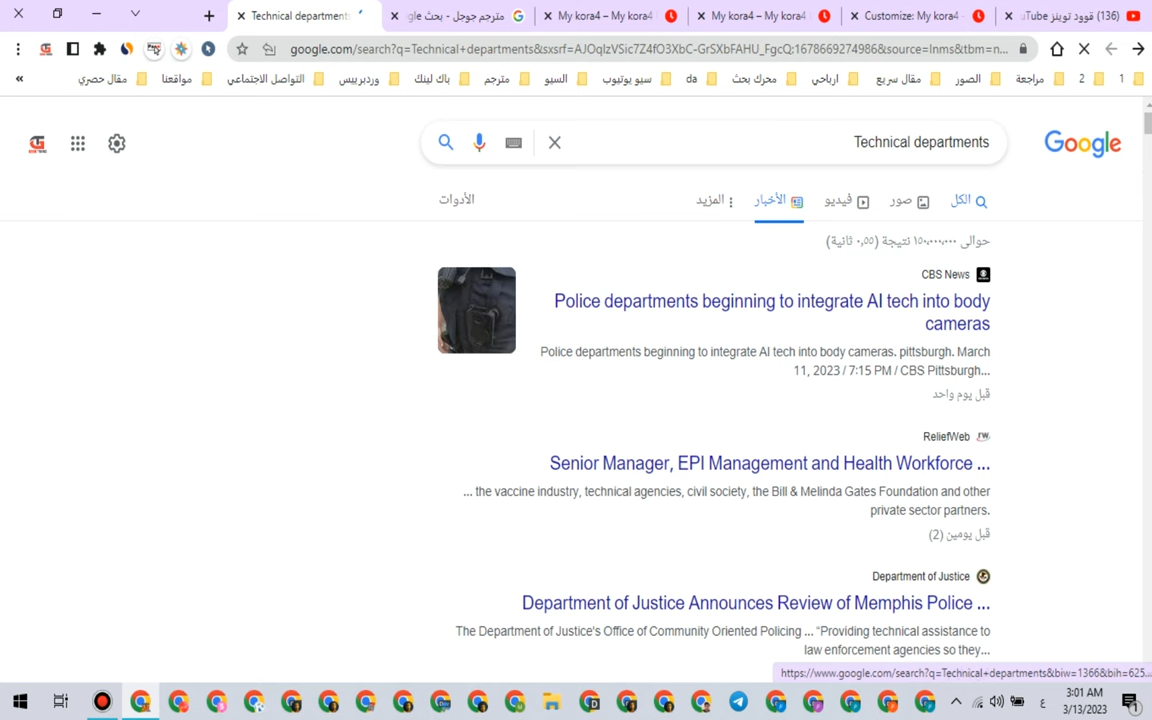 Technical departments
مترجم جوجل - بحث
My kora4 – My kora4
My kora4 – My kora4
Customize: My kora4 -
(136) قوود توينز
google.com/search?q=Technical+departments&sxsrf=AJOqlzVSic7Z4fO3XbC-GrSXbFAHU_FgcQ:1678669274986&source=lnms&tbm=n...
1
2
مراجعة
الصور
مقال سريع
ارباحي
محرك بحث
da
سيو يوتيوب
السيو
مترجم
باك لينك
وردبرييس
التواصل الاجتماعي
مواقعنا
مقال حصري
»
Google
Technical departments
الكل
صور
فيديو
الأخبار
المزيد
الأدوات
حوالى ١٥٠,٠٠٠,٠٠٠ نتيجة (٠,٥٥ ثانية)
CBS News
Police departments beginning to integrate AI tech into body
cameras
Police departments beginning to integrate AI tech into body cameras. pittsburgh. March
11, 2023 / 7:15 PM / CBS Pittsburgh...
قبل يوم واحد
ReliefWeb
Senior Manager, EPI Management and Health Workforce ...
... the vaccine industry, technical agencies, civil society, the Bill & Melinda Gates Foundation and other
private sector partners.
قبل يومين (2)
Department of Justice
Department of Justice Announces Review of Memphis Police ...
The Department of Justice's Office of Community Oriented Policing ... “Providing technical assistance to
law enforcement agencies so they...
https://www.google.com/search?q=Technical+departments&biw=1366&bih=625...
ع
3:01 AM
3/13/2023